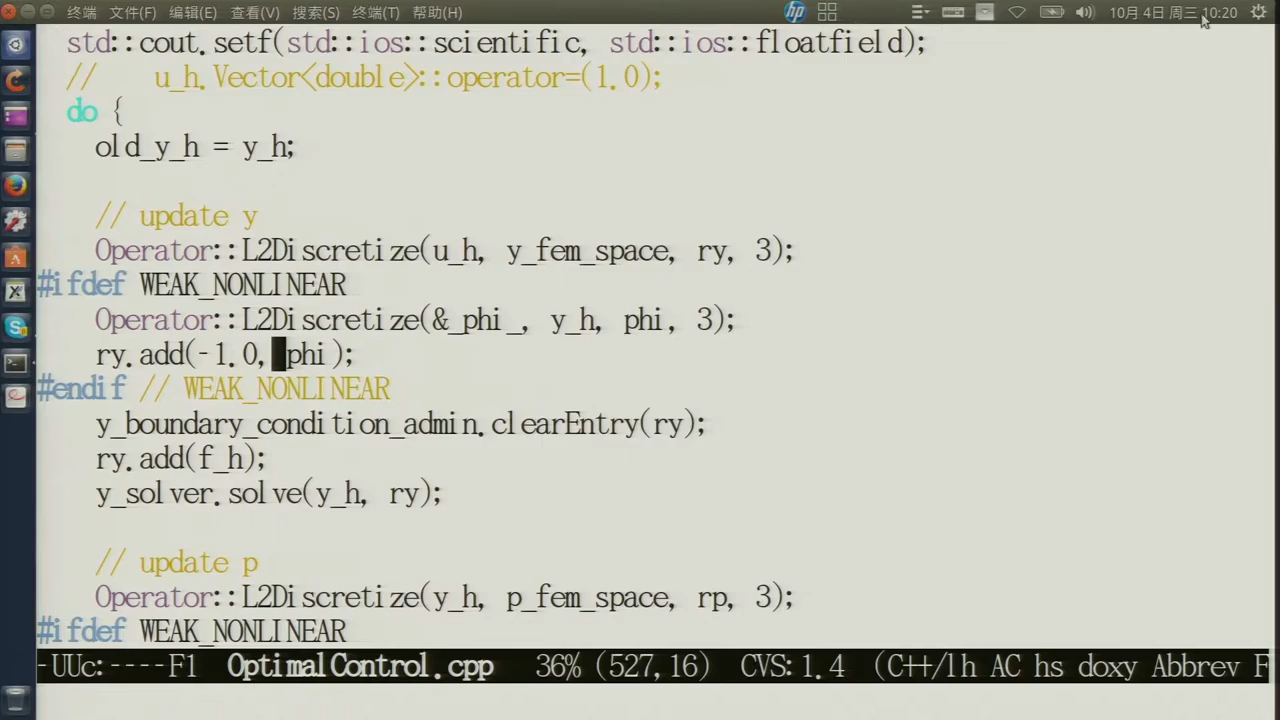 终端 文件(F) 编辑(E) 查看(V) 搜索(S) 终端(T) 帮助(H) hp 10月 4日 周三 10:20
std::cout.setf(std::ios::scientific, std::ios::floatfield);
// u_h.Vector<double>::operator=(1.0);
do {
old_y_h = y_h;
// update y
Operator::L2Discretize(u_h, y_fem_space, ry, 3);
#ifdef WEAK_NONLINEAR
Operator::L2Discretize(&_phi_, y_h, phi, 3);
ry.add(-1.0, phi);
#endif // WEAK_NONLINEAR
y_boundary_condition_admin.clearEntry(ry);
ry.add(f_h);
y_solver.solve(y_h, ry);
// update p
Operator::L2Discretize(y_h, p_fem_space, rp, 3);
#ifdef WEAK_NONLINEAR
-UUc:----F1 OptimalControl.cpp 36% (527,16) CVS:1.4 (C++/lh AC hs doxy Abbrev F